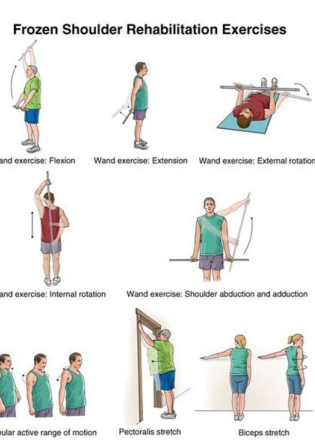 Frozen Shoulder Rehabilitation Exercises
and exercise: Flexion
Wand exercise: Extension
Wand exercise: External rotation
and exercise: Internal rotation
Wand exercise: Shoulder abduction and adduction
ular active range of motion
Pectoralis stretch
Biceps stretch